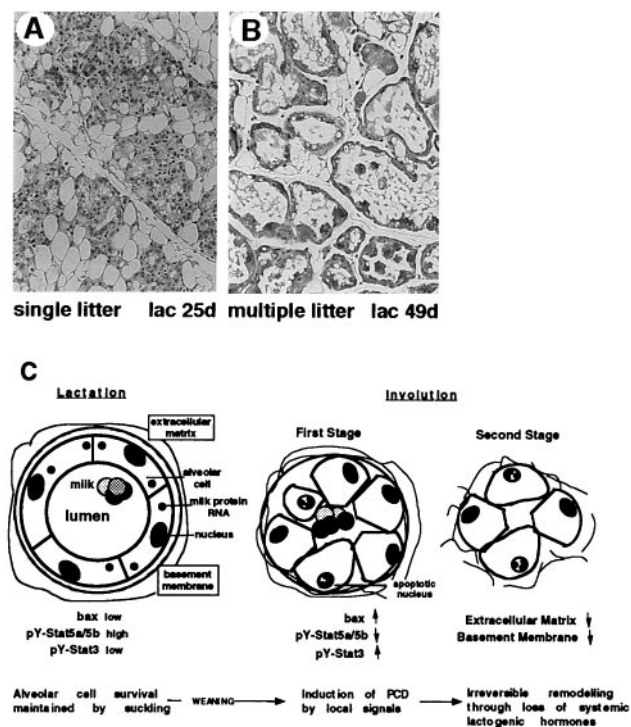 A
B
single litter lac 25d
multiple litter lac 49d
C
Lactation
Involution
extracellular
matrix
First Stage
Second Stage
alveolar
cell
milk
milk protein
RNA
lumen
nucleus
basement
membrane
apoptotic
nucleus
bax low
pY-Stat5a/5b high
pY-Stat3 low
bax ↑
pY-Stat5a/5b ↓
pY-Stat3 ↑
Extracellular Matrix ↓
Basement Membrane ↓
Alveolar cell survival
maintained by suckling
WEANING
Induction of PCD
by local signals
Irreversible remodelling
through loss of systemic
lactogenic hormones